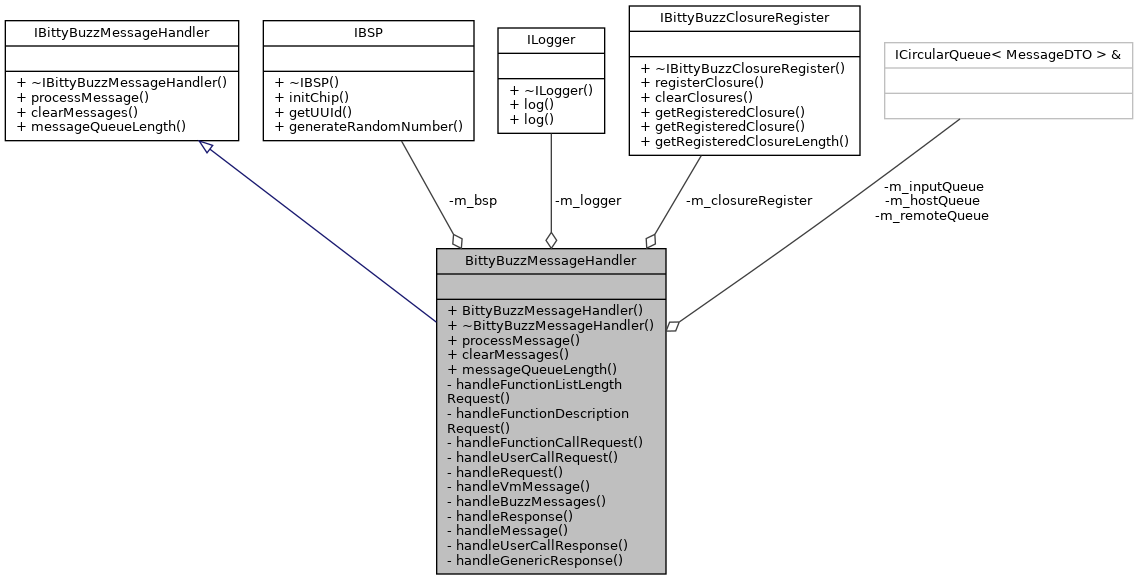 IBittyBuzzMessageHandler
+ ~IBittyBuzzMessageHandler()
+ processMessage()
+ clearMessages()
+ messageQueueLength()
IBSP
+ ~IBSP()
+ initChip()
+ getUUId()
+ generateRandomNumber()
ILogger
+ ~ILogger()
+ log()
+ log()
IBittyBuzzClosureRegister
+ ~IBittyBuzzClosureRegister()
+ registerClosure()
+ clearClosures()
+ getRegisteredClosure()
+ getRegisteredClosure()
+ getRegisteredClosureLength()
ICircularQueue< MessageDTO > &
-m_bsp
-m_logger
-m_closureRegister
-m_inputQueue
-m_hostQueue
-m_remoteQueue
BittyBuzzMessageHandler
+ BittyBuzzMessageHandler()
+ ~BittyBuzzMessageHandler()
+ processMessage()
+ clearMessages()
+ messageQueueLength()
- handleFunctionListLength
Request()
- handleFunctionDescription
Request()
- handleFunctionCallRequest()
- handleUserCallRequest()
- handleRequest()
- handleVmMessage()
- handleBuzzMessages()
- handleResponse()
- handleMessage()
- handleUserCallResponse()
- handleGenericResponse()